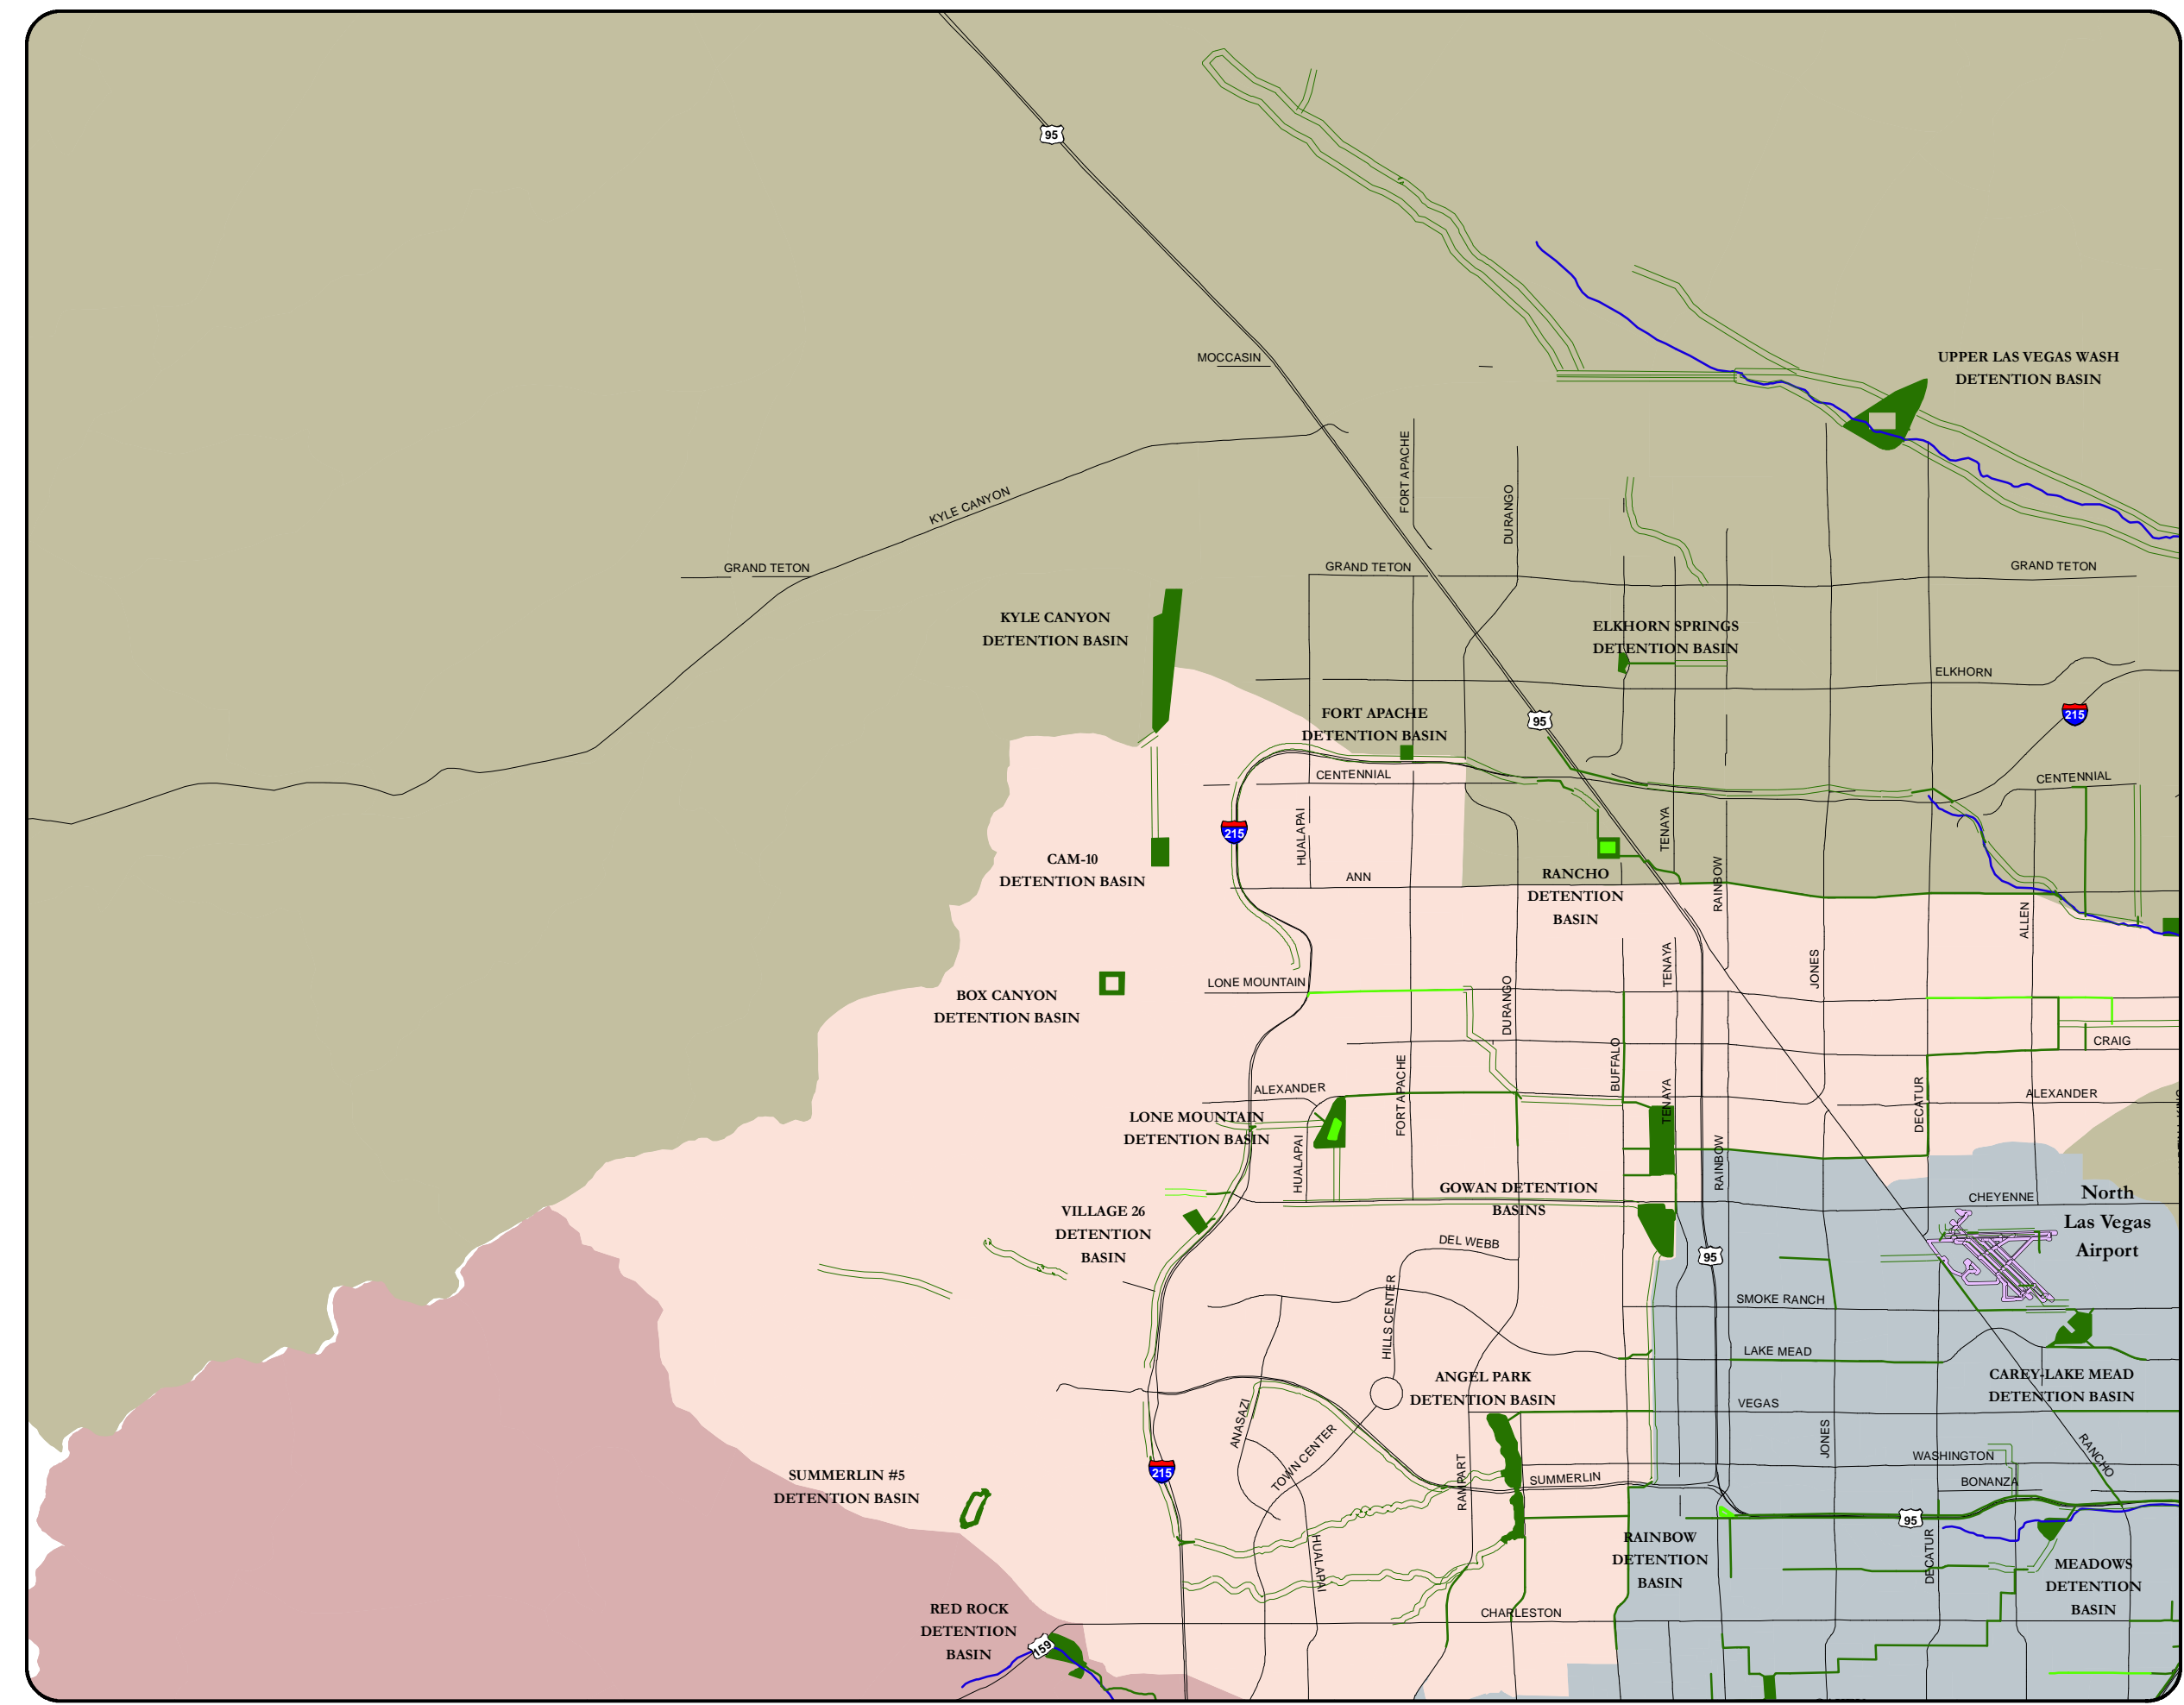 95
MOCCASIN
UPPER LAS VEGAS WASH
DETENTION BASIN
FORT APACHE
DURANGO
KYLE CANYON
GRAND TETON
GRAND TETON
GRAND TETON
KYLE CANYON
DETENTION BASIN
ELKHORN SPRINGS
DETENTION BASIN
ELKHORN
FORT APACHE
DETENTION BASIN
95
215
CENTENNIAL
CENTENNIAL
215
HUALAPAI
TENAYA
CAM-10
DETENTION BASIN
ANN
RANCHO
DETENTION
BASIN
RAINBOW
ALLEN
BOX CANYON
DETENTION BASIN
LONE MOUNTAIN
DURANGO
TENAYA
JONES
CRAIG
BUFFALO
ALEXANDER
FORT APACHE
TENAYA
DECATUR
ALEXANDER
LONE MOUNTAIN
DETENTION BASIN
HUALAPAI
RAINBOW
GOWAN DETENTION
BASINS
CHEYENNE
North
Las Vegas
Airport
VILLAGE 26
DETENTION
BASIN
DEL WEBB
95
HILLS CENTER
SMOKE RANCH
LAKE MEAD
ANGEL PARK
DETENTION BASIN
CAREY-LAKE MEAD
DETENTION BASIN
VEGAS
ANASAZI
TOWN CENTER
JONES
RANCHO
WASHINGTON
BONANZA
SUMMERLIN #5
DETENTION BASIN
215
RAMPART
SUMMERLIN
95
RAINBOW
DETENTION
BASIN
HUALAPAI
DECATUR
MEADOWS
DETENTION
BASIN
RED ROCK
DETENTION
BASIN
159
CHARLESTON